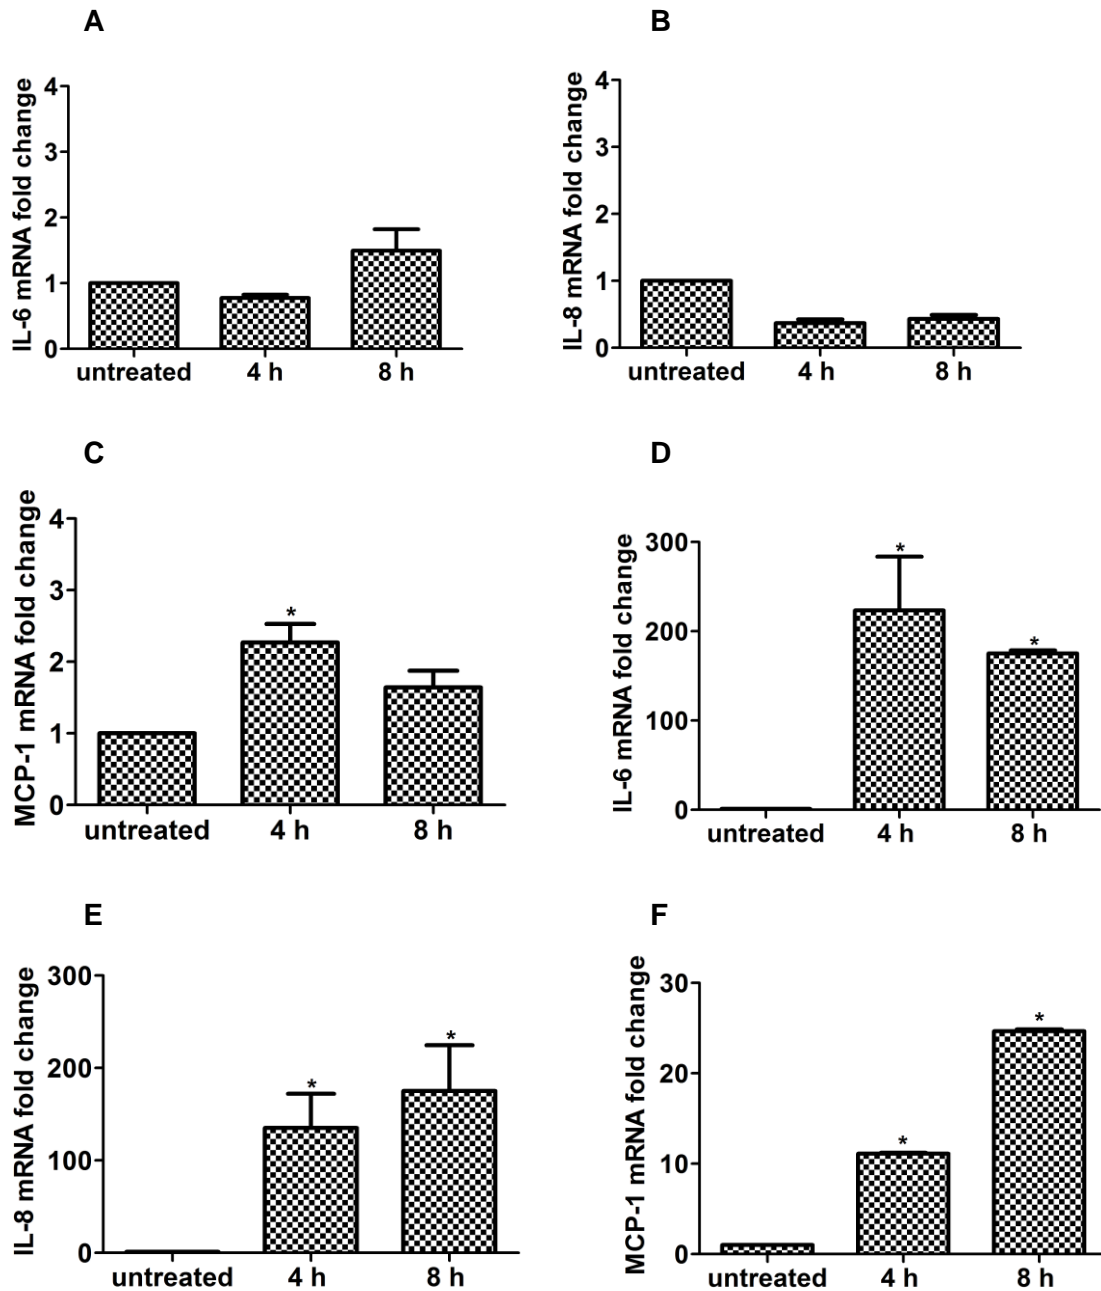 A
IL-6 mRNA fold change
4
3
2
1
0
untreated 4 h 8 h
B
IL-8 mRNA fold change
4
3
2
1
0
untreated 4 h 8 h
C
MCP-1 mRNA fold change
4
3
2
1
0
*
untreated 4 h 8 h
D
IL-6 mRNA fold change
300
200
100
0
*
*
untreated 4 h 8 h
E
IL-8 mRNA fold change
300
200
100
0
*
*
untreated 4 h 8 h
F
MCP-1 mRNA fold change
30
20
10
0
*
*
untreated 4 h 8 h